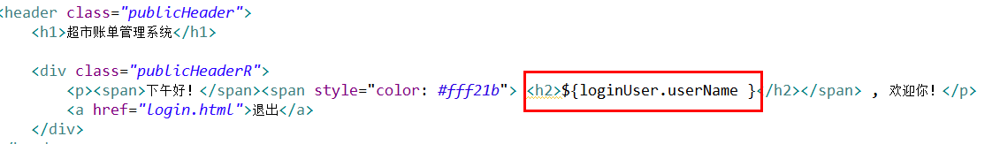 <header class="publicHeader">
<h1>超市账单管理系统</h1>
<div class="publicHeaderR">
<p><span>下午好!</span><span style="color: #fff21b"> <h2>${loginUser.userName }</h2></span> , 欢迎你!</p>
<a href="login.html">退出</a>
</div>